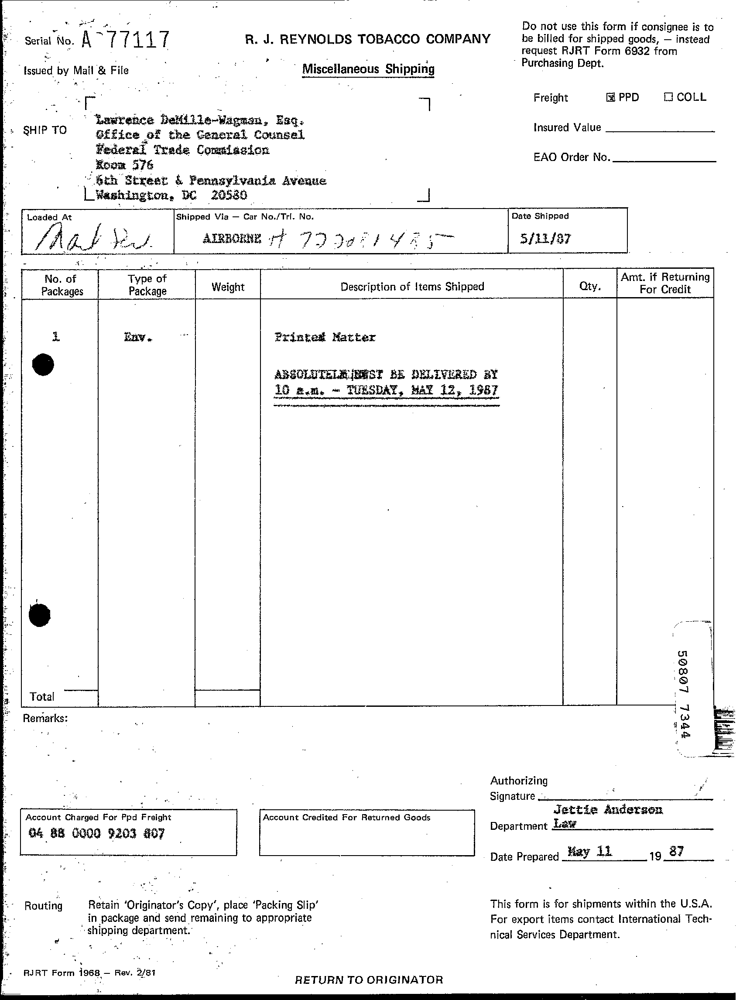 Serial No. A-77117
R. J. REYNOLDS TOBACCO COMPANY
Do not use this form if consignee is to
be billed for shipped goods, — instead
request RJRT Form 6932 from
Purchasing Dept.
Issued by Mail & File
Miscellaneous Shipping
Freight ☒ PPD ☐ COLL
SHIP TO
Lawrence DeMille-Wagman, Esq.
Office of the General Counsel
Federal Trade Commission
Room 576
6th Street & Pennsylvania Avenue
Washington, DC 20580
Insured Value
EAO Order No.
Loaded At
Shipped Via — Car No./Trl. No.
AIRBORNE
Date Shipped
5/11/87
No. of Packages
Type of Package
Weight
Description of Items Shipped
Qty.
Amt. if Returning For Credit
1 Env. Printed Matter
BE DELIVERED BY
10 a.m. - TUESDAY, MAY 12, 1987
Total
50807 7344
Remarks:
Authorizing
Signature
Jettie Anderson
Department Law
Date Prepared May 11 19 87
Account Charged For Ppd Freight
04 88 0000 9203 607
Account Credited For Returned Goods
Routing
Retain 'Originator's Copy', place 'Packing Slip'
in package and send remaining to appropriate
shipping department.
This form is for shipments within the U.S.A.
For export items contact International Tech-
nical Services Department.
RJRT Form 1968 — Rev. 2/81
RETURN TO ORIGINATOR